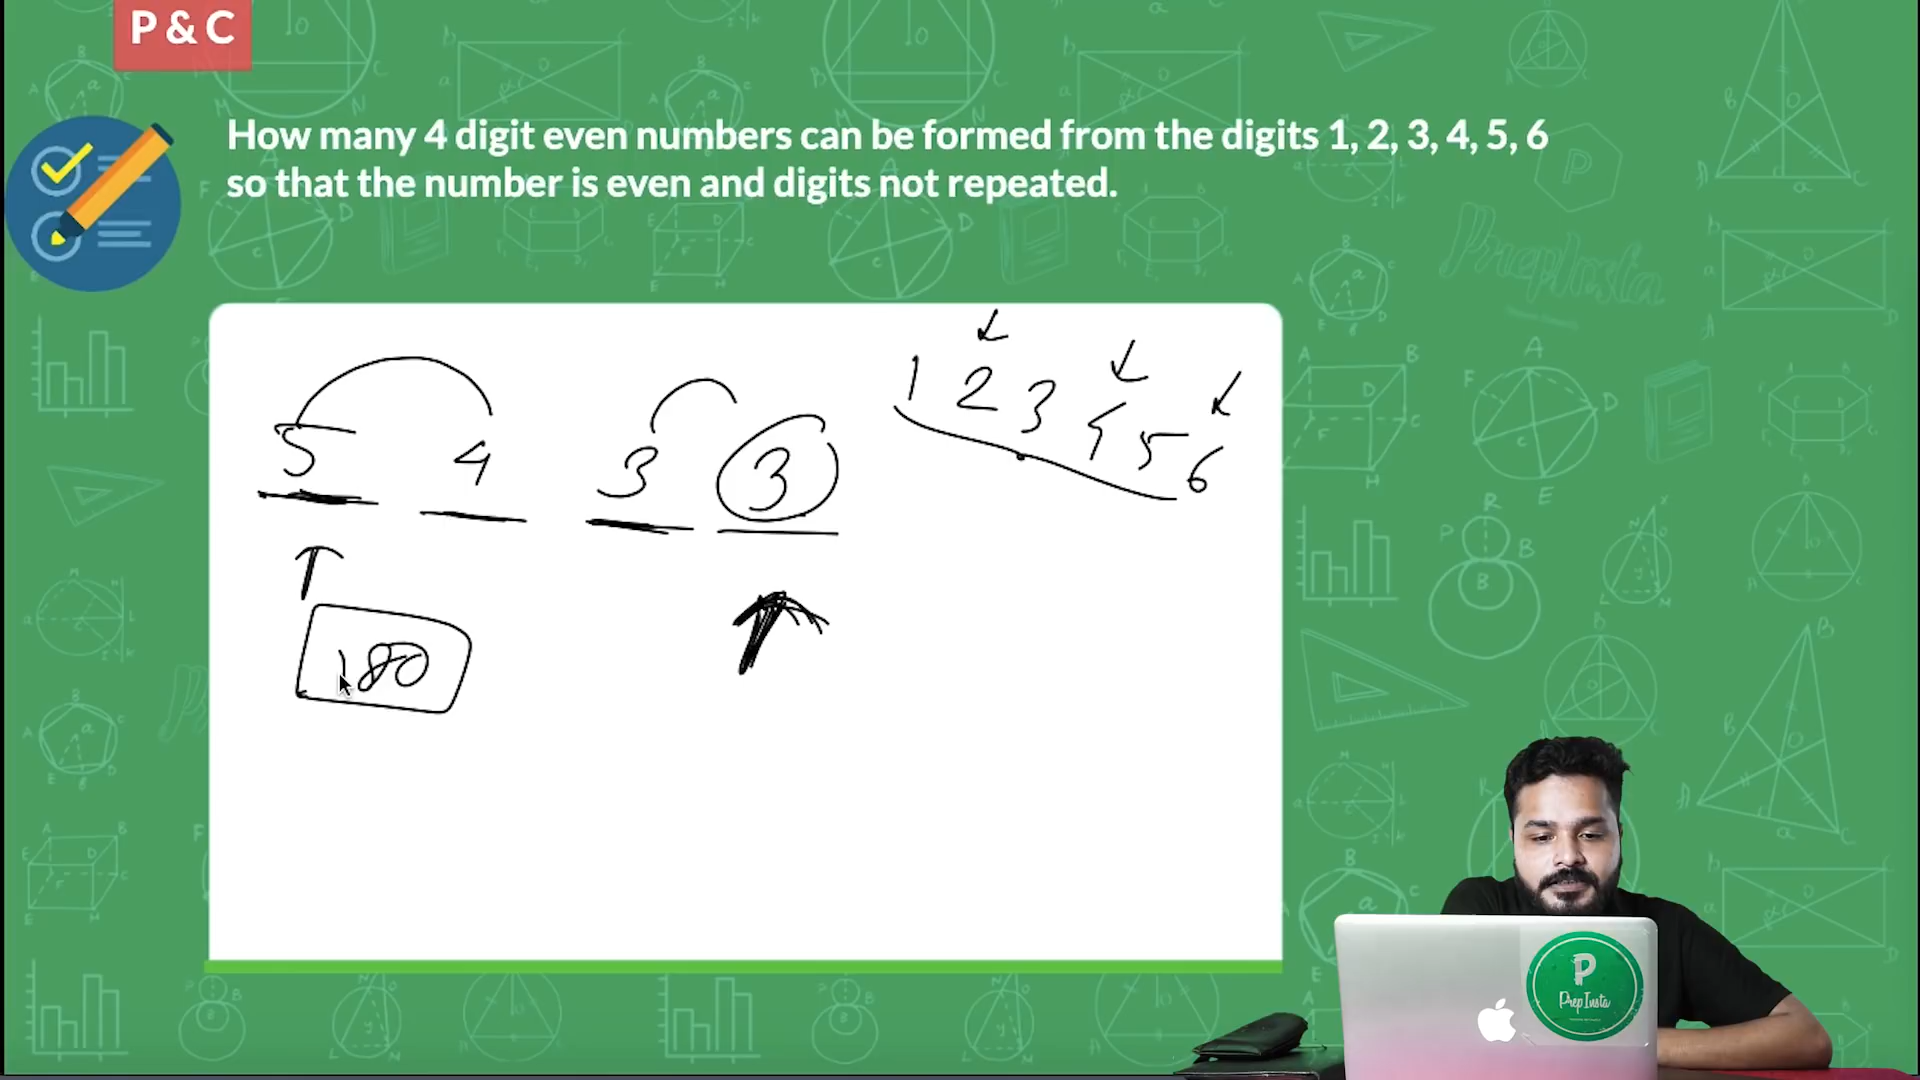 P & C
How many 4 digit even numbers can be formed from the digits 1, 2, 3, 4, 5, 6
so that the number is even and digits not repeated.
1 2 3 4 5 6
5 4 3 3
180
PrepInsta
P
Prep Insta